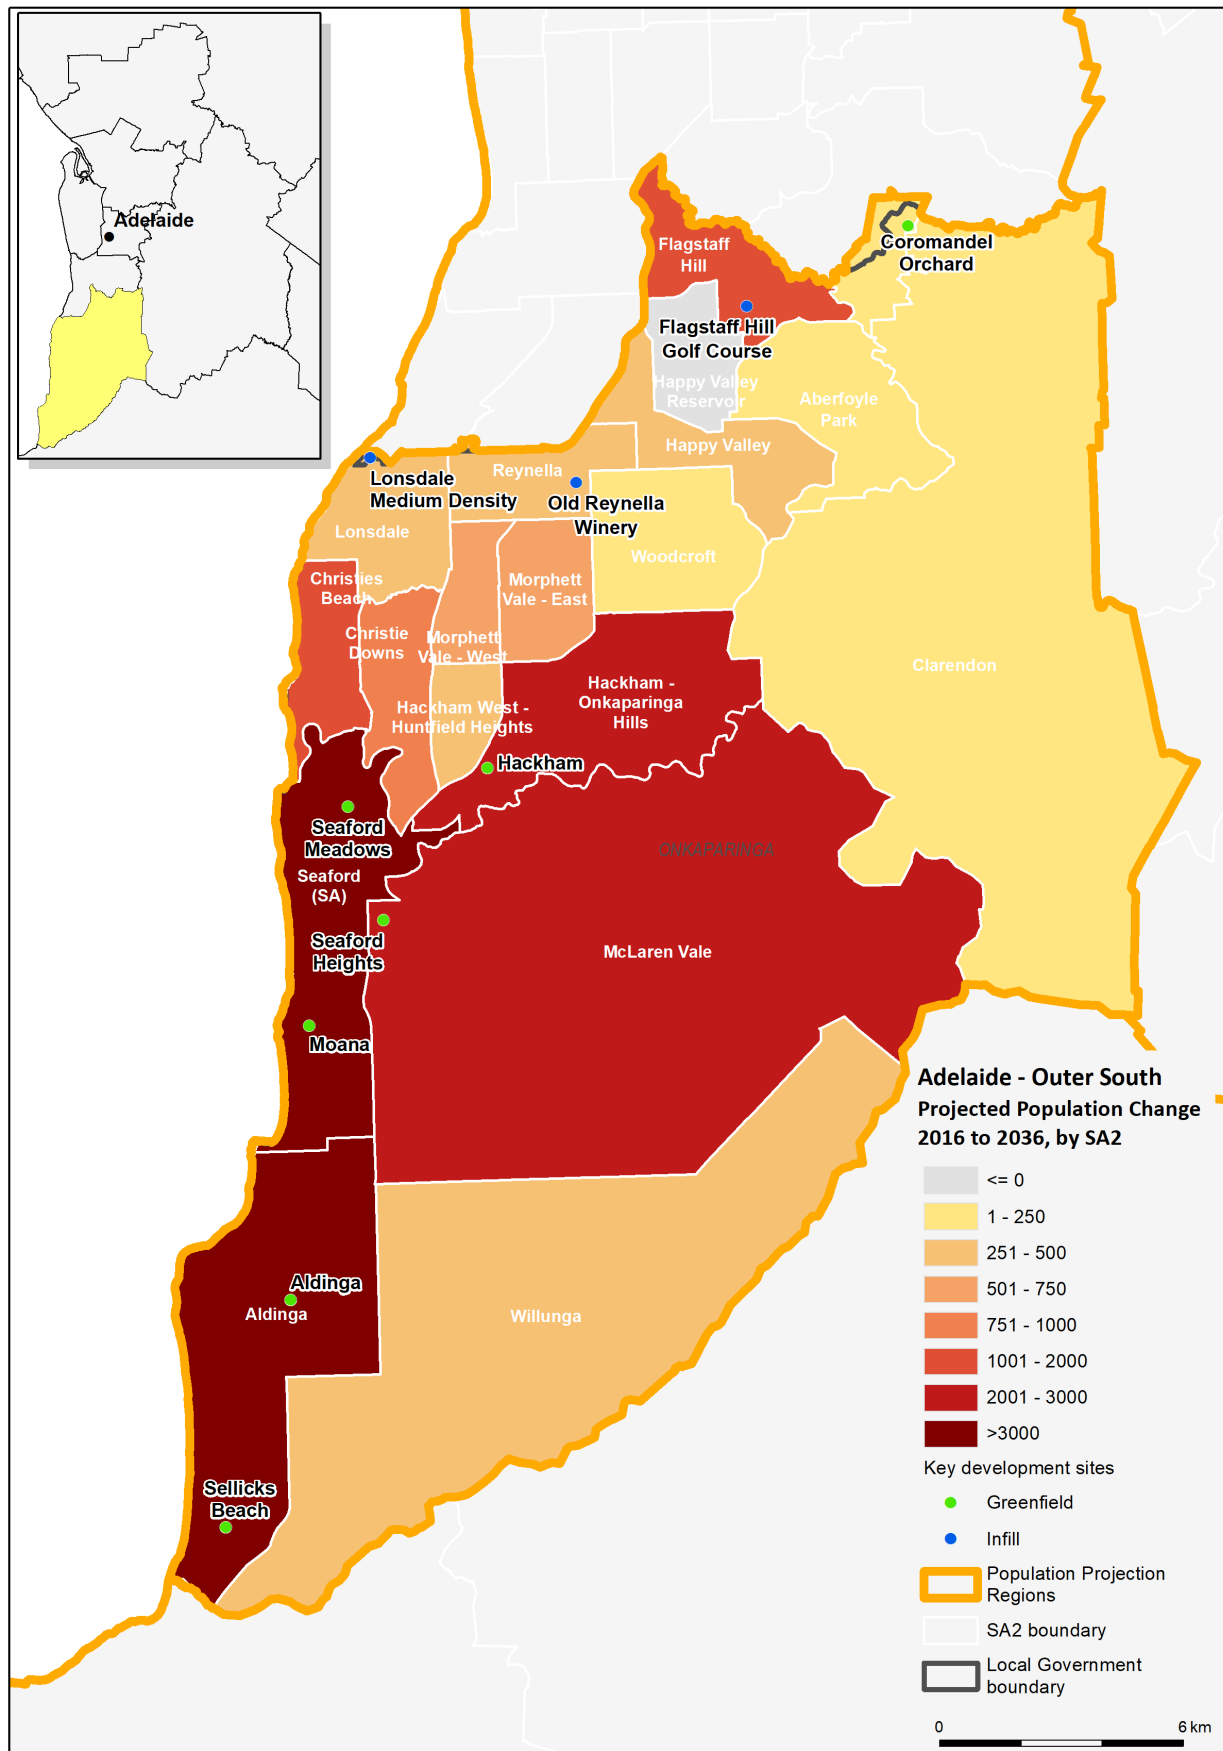 Adelaide
Flagstaff
Hill
Coromandel
Orchard
Flagstaff Hill
Golf Course
Happy Valley
Reservoir
Aberfoyle
Park
Happy Valley
Reynella
Lonsdale
Medium Density
Old Reynella
Winery
Lonsdale
Woodcroft
Christies
Beach
Morphett
Vale - East
Christie
Downs
Morphett
Vale - West
Clarendon
Hackham -
Onkaparinga
Hills
Hackham West -
Huntfield Heights
Hackham
Seaford
Meadows
ONKAPARINGA
Seaford
(SA)
Seaford
Heights
McLaren Vale
Moana
Aldinga
Aldinga
Willunga
Sellicks
Beach
Adelaide - Outer South
Projected Population Change
2016 to 2036, by SA2
<= 0
1 - 250
251 - 500
501 - 750
751 - 1000
1001 - 2000
2001 - 3000
>3000
Key development sites
Greenfield
Infill
Population Projection
Regions
SA2 boundary
Local Government
boundary
0 6 km